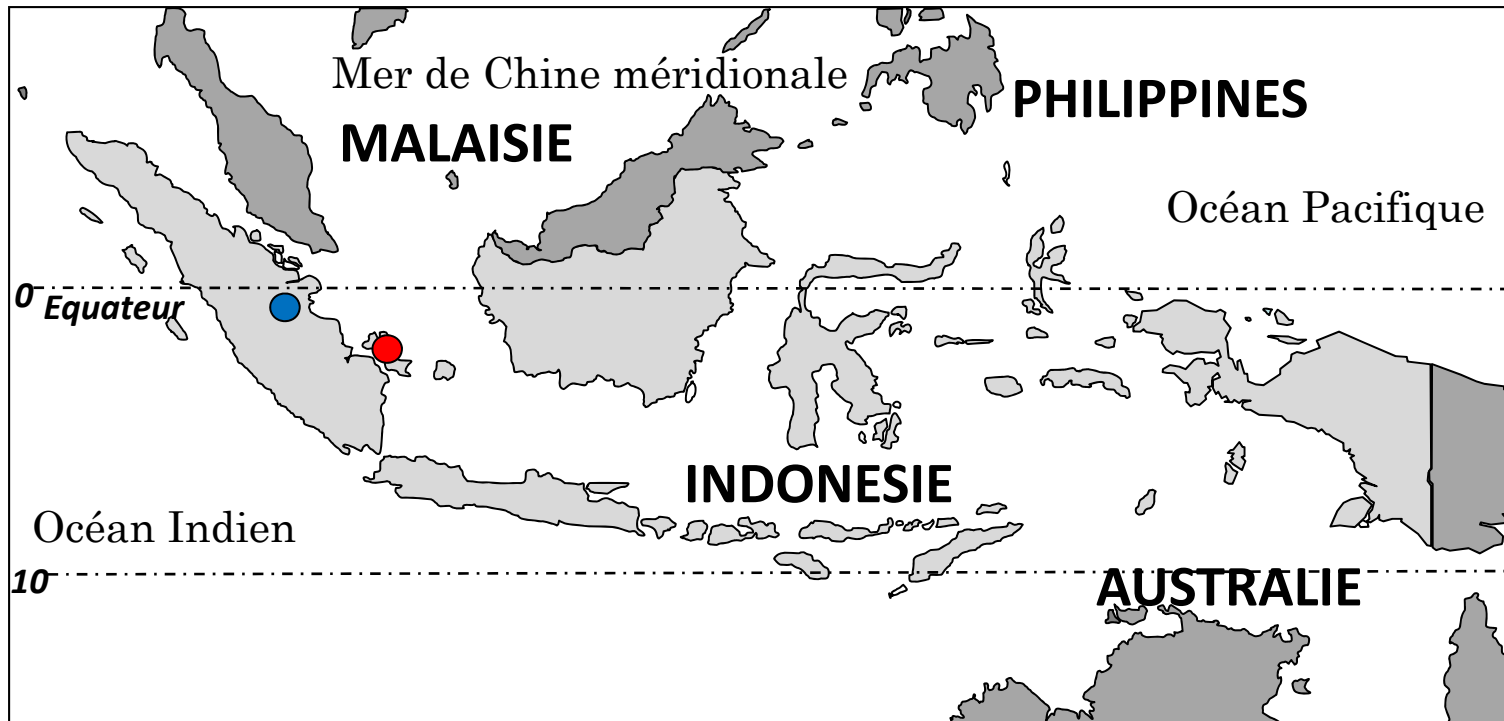 Mer de Chine méridionale
PHILIPPINES
MALAISIE
Océan Pacifique
0
Equateur
INDONESIE
Océan Indien
10
AUSTRALIE